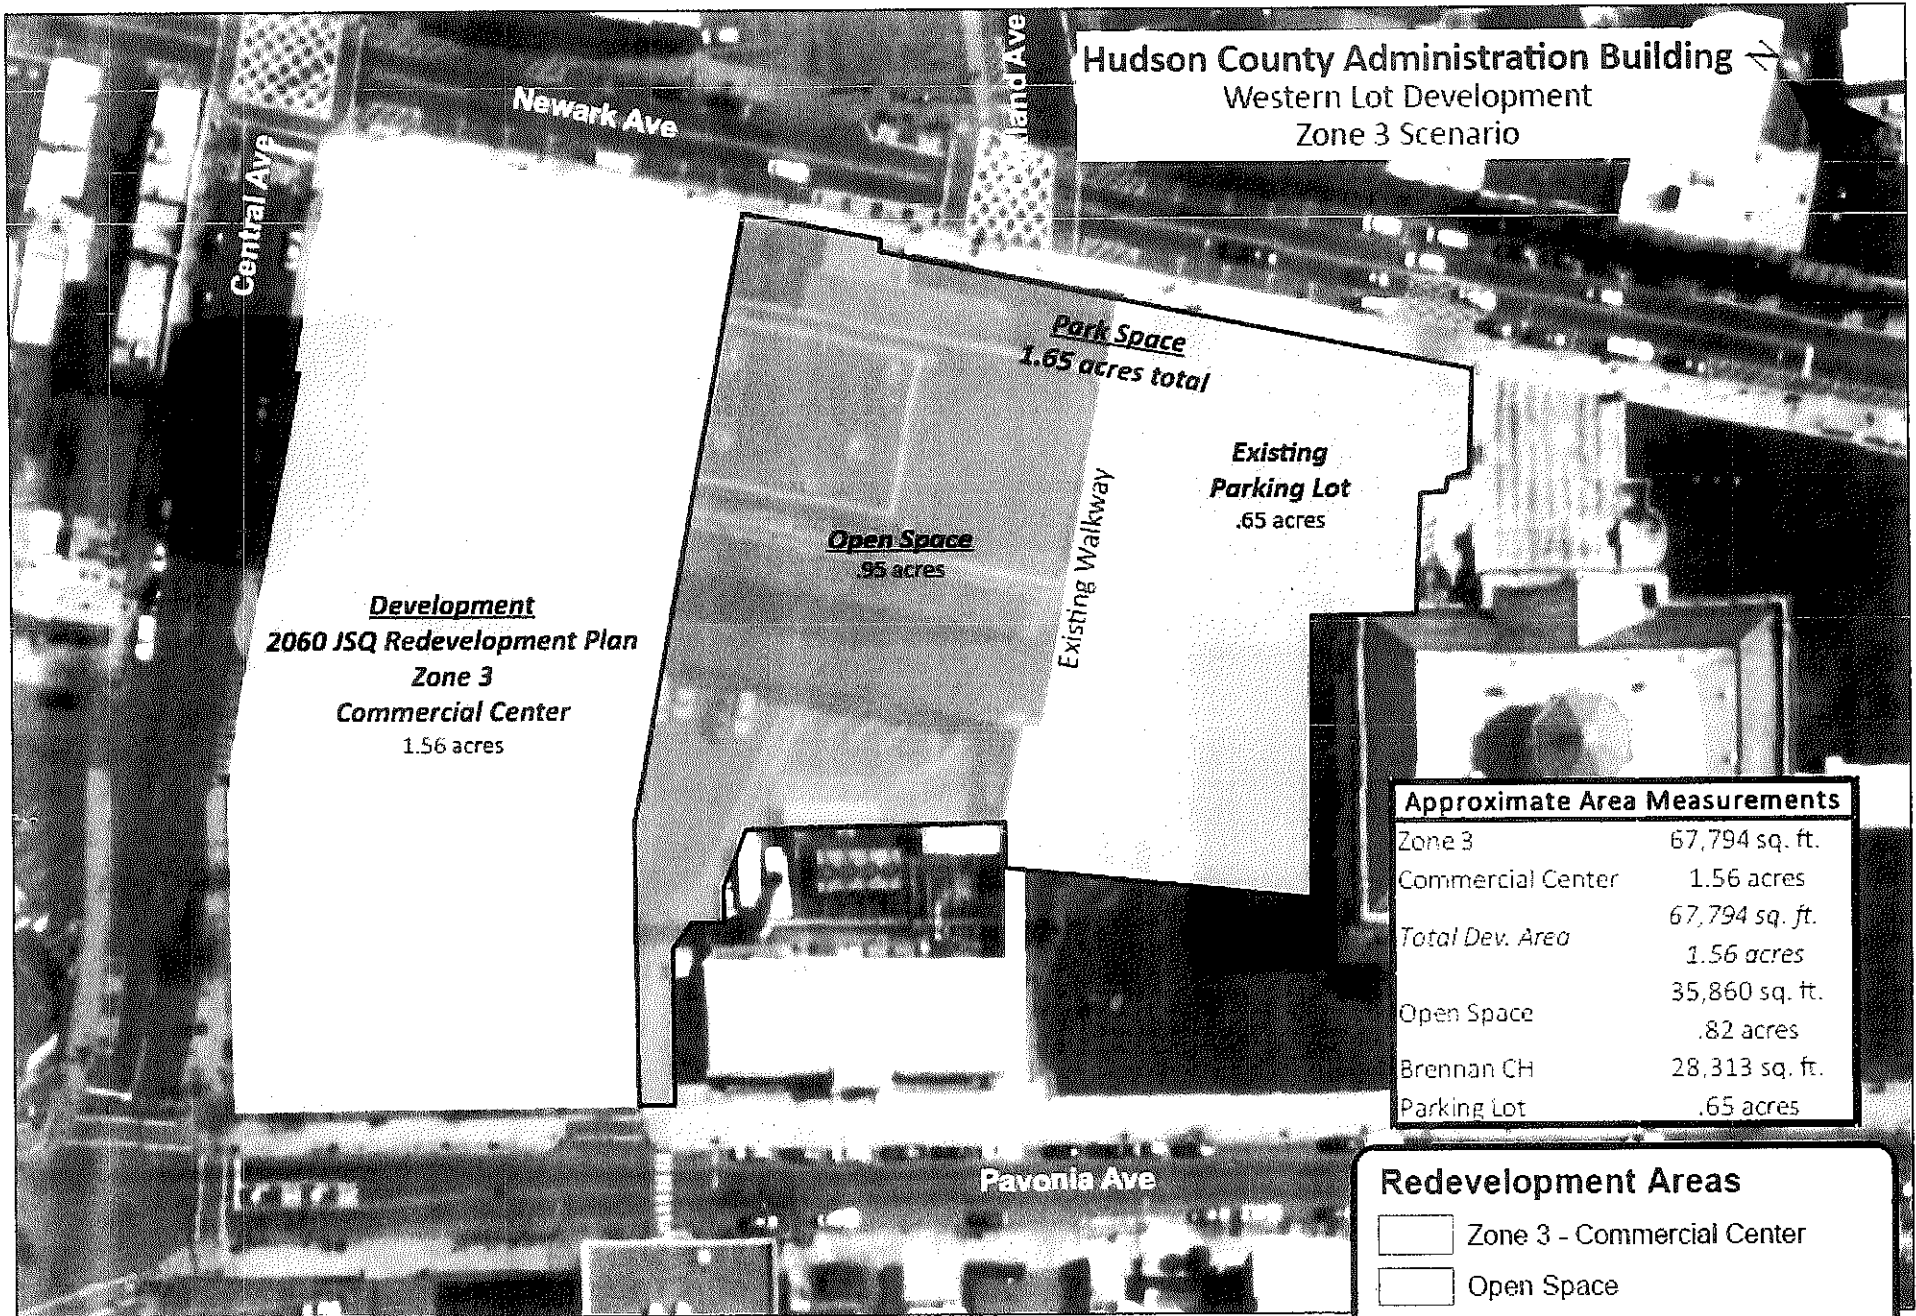 Hudson County Administration Building
Western Lot Development
Zone 3 Scenario
Newark Ave
land Ave
Central Ave
Park Space
1.65 acres total
Existing
Parking Lot
.65 acres
Existing Walkway
Open Space
.95 acres
Development
2060 JSQ Redevelopment Plan
Zone 3
Commercial Center
1.56 acres
Approximate Area Measurements
Zone 3 67,794 sq. ft.
Commercial Center 1.56 acres
Total Dev. Area 67,794 sq. ft.
1.56 acres
Open Space 35,860 sq. ft.
.82 acres
Brennan CH 28,313 sq. ft.
Parking Lot .65 acres
Pavonia Ave
Redevelopment Areas
Zone 3 - Commercial Center
Open Space